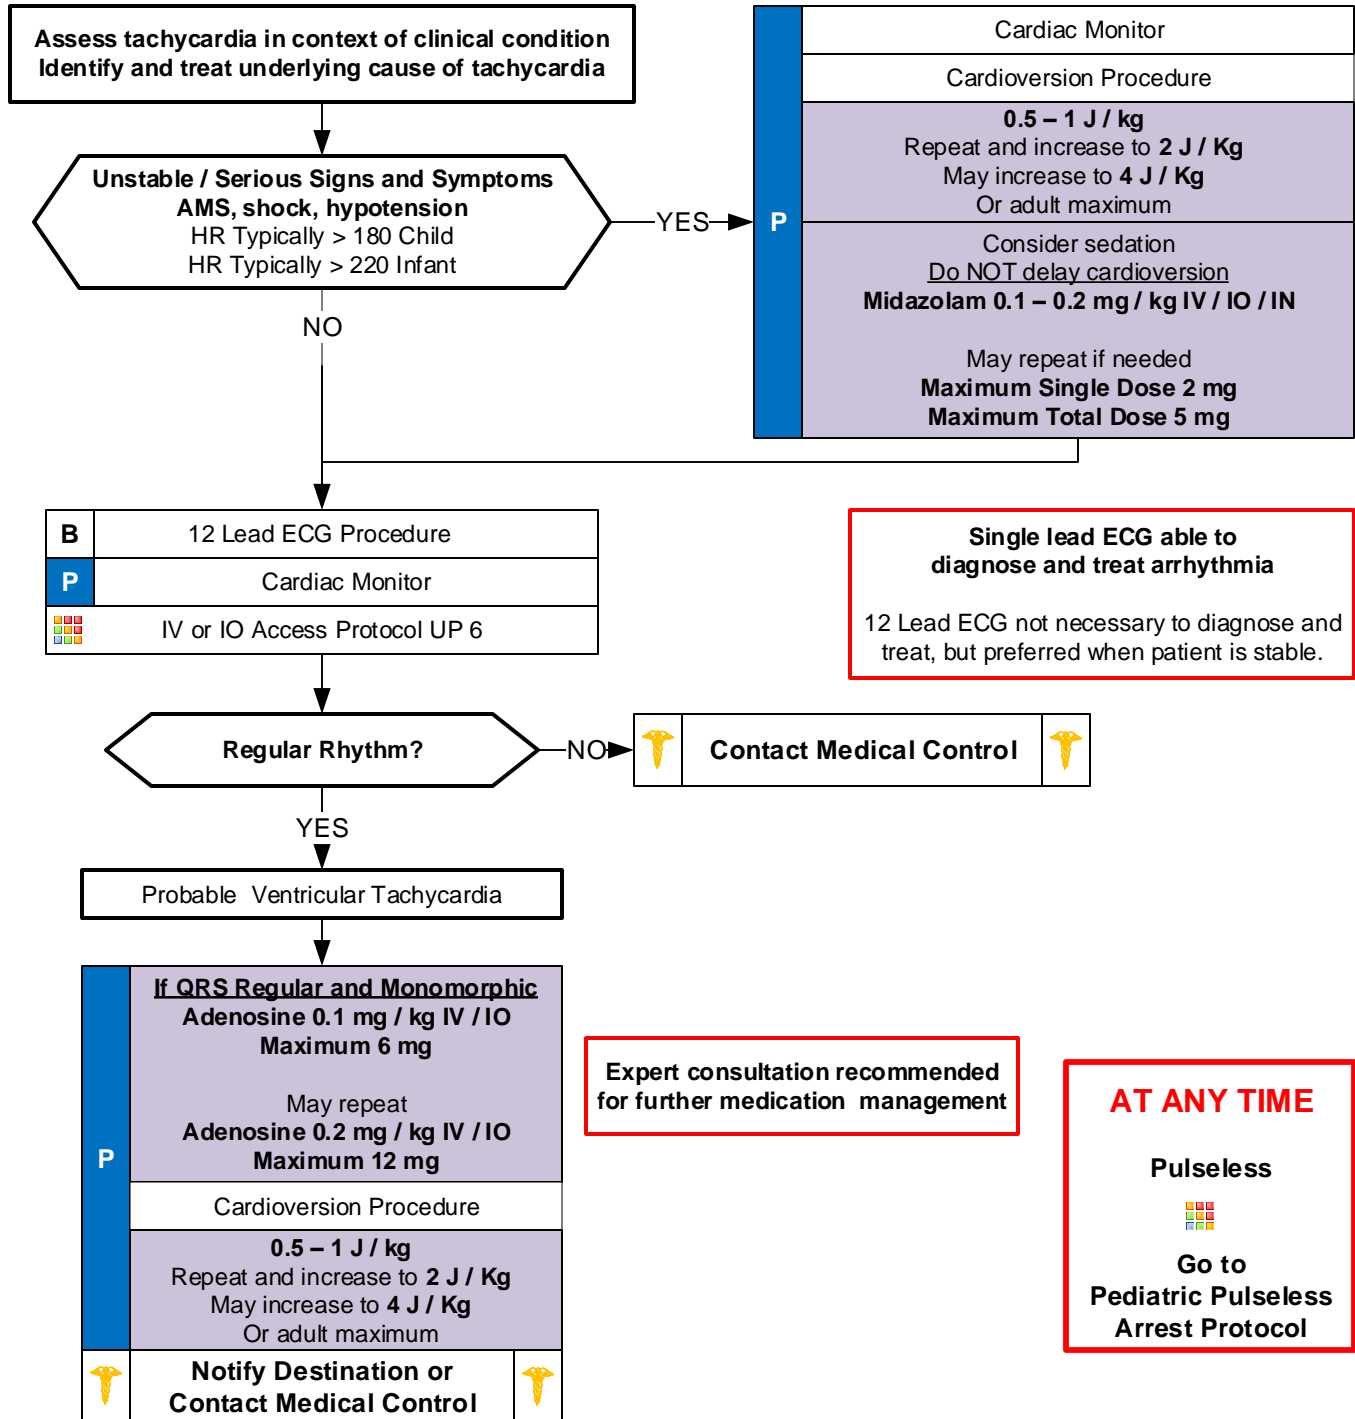 Assess tachycardia in context of clinical condition
Identify and treat underlying cause of tachycardia
Unstable / Serious Signs and Symptoms
AMS, shock, hypotension
HR Typically > 180 Child
HR Typically > 220 Infant
YES
NO
P
Cardiac Monitor
Cardioversion Procedure
0.5 – 1 J / kg
Repeat and increase to 2 J / Kg
May increase to 4 J / Kg
Or adult maximum
Consider sedation
Do NOT delay cardioversion
Midazolam 0.1 – 0.2 mg / kg IV / IO / IN
May repeat if needed
Maximum Single Dose 2 mg
Maximum Total Dose 5 mg
B 12 Lead ECG Procedure
P Cardiac Monitor
IV or IO Access Protocol UP 6
Single lead ECG able to
diagnose and treat arrhythmia
12 Lead ECG not necessary to diagnose and
treat, but preferred when patient is stable.
Regular Rhythm?
NO
Contact Medical Control
YES
Probable Ventricular Tachycardia
P
If QRS Regular and Monomorphic
Adenosine 0.1 mg / kg IV / IO
Maximum 6 mg
May repeat
Adenosine 0.2 mg / kg IV / IO
Maximum 12 mg
Cardioversion Procedure
0.5 – 1 J / kg
Repeat and increase to 2 J / Kg
May increase to 4 J / Kg
Or adult maximum
Notify Destination or
Contact Medical Control
Expert consultation recommended
for further medication management
AT ANY TIME
Pulseless
Go to
Pediatric Pulseless
Arrest Protocol